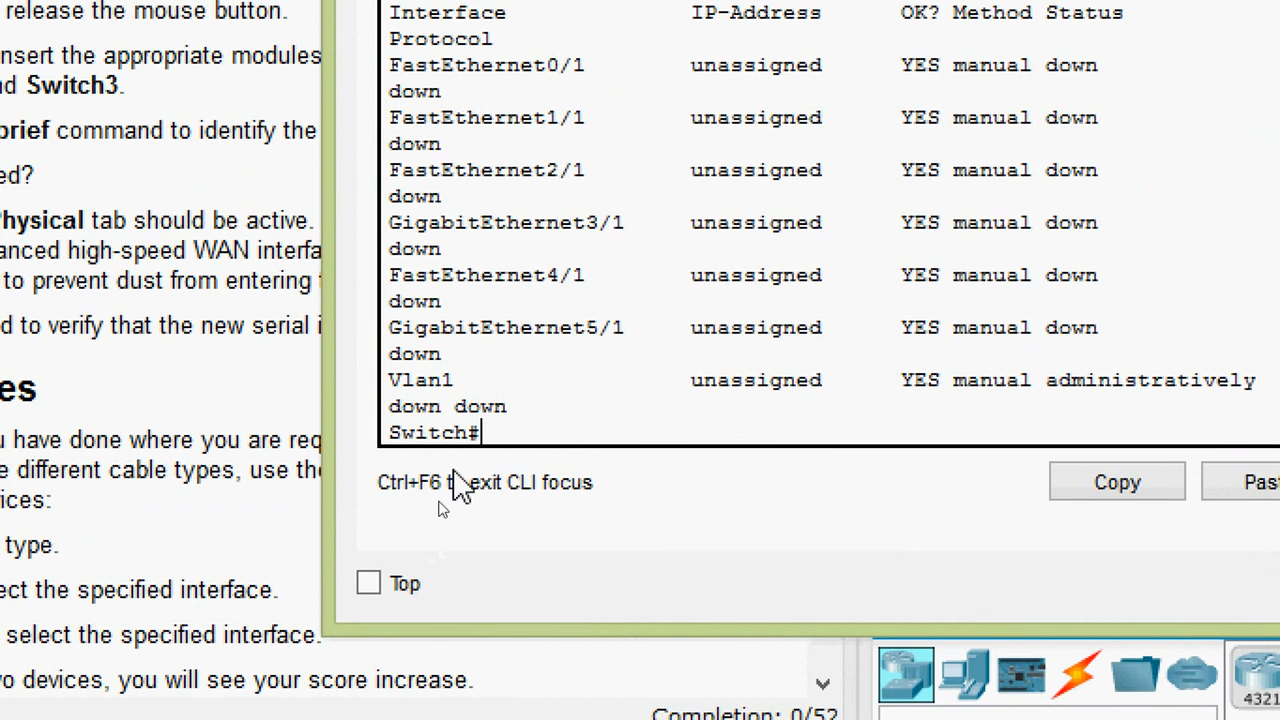 release the mouse button.
nsert the appropriate modules
nd Switch3.
brief command to identify the
ed?
Physical tab should be active.
anced high-speed WAN interfa
to prevent dust from entering
d to verify that the new serial i
es
u have done where you are req
e different cable types, use the
ices:
type.
ect the specified interface.
select the specified interface.
vo devices, you will see your score increase.
Completion: 0/52
Interface IP-Address OK? Method Status
Protocol
FastEthernet0/1 unassigned YES manual down
down
FastEthernet1/1 unassigned YES manual down
down
FastEthernet2/1 unassigned YES manual down
down
GigabitEthernet3/1 unassigned YES manual down
down
FastEthernet4/1 unassigned YES manual down
down
GigabitEthernet5/1 unassigned YES manual down
down
Vlan1 unassigned YES manual administratively
down down
Switch#
Ctrl+F6 t exit CLI focus
Copy
Past
Top
4321